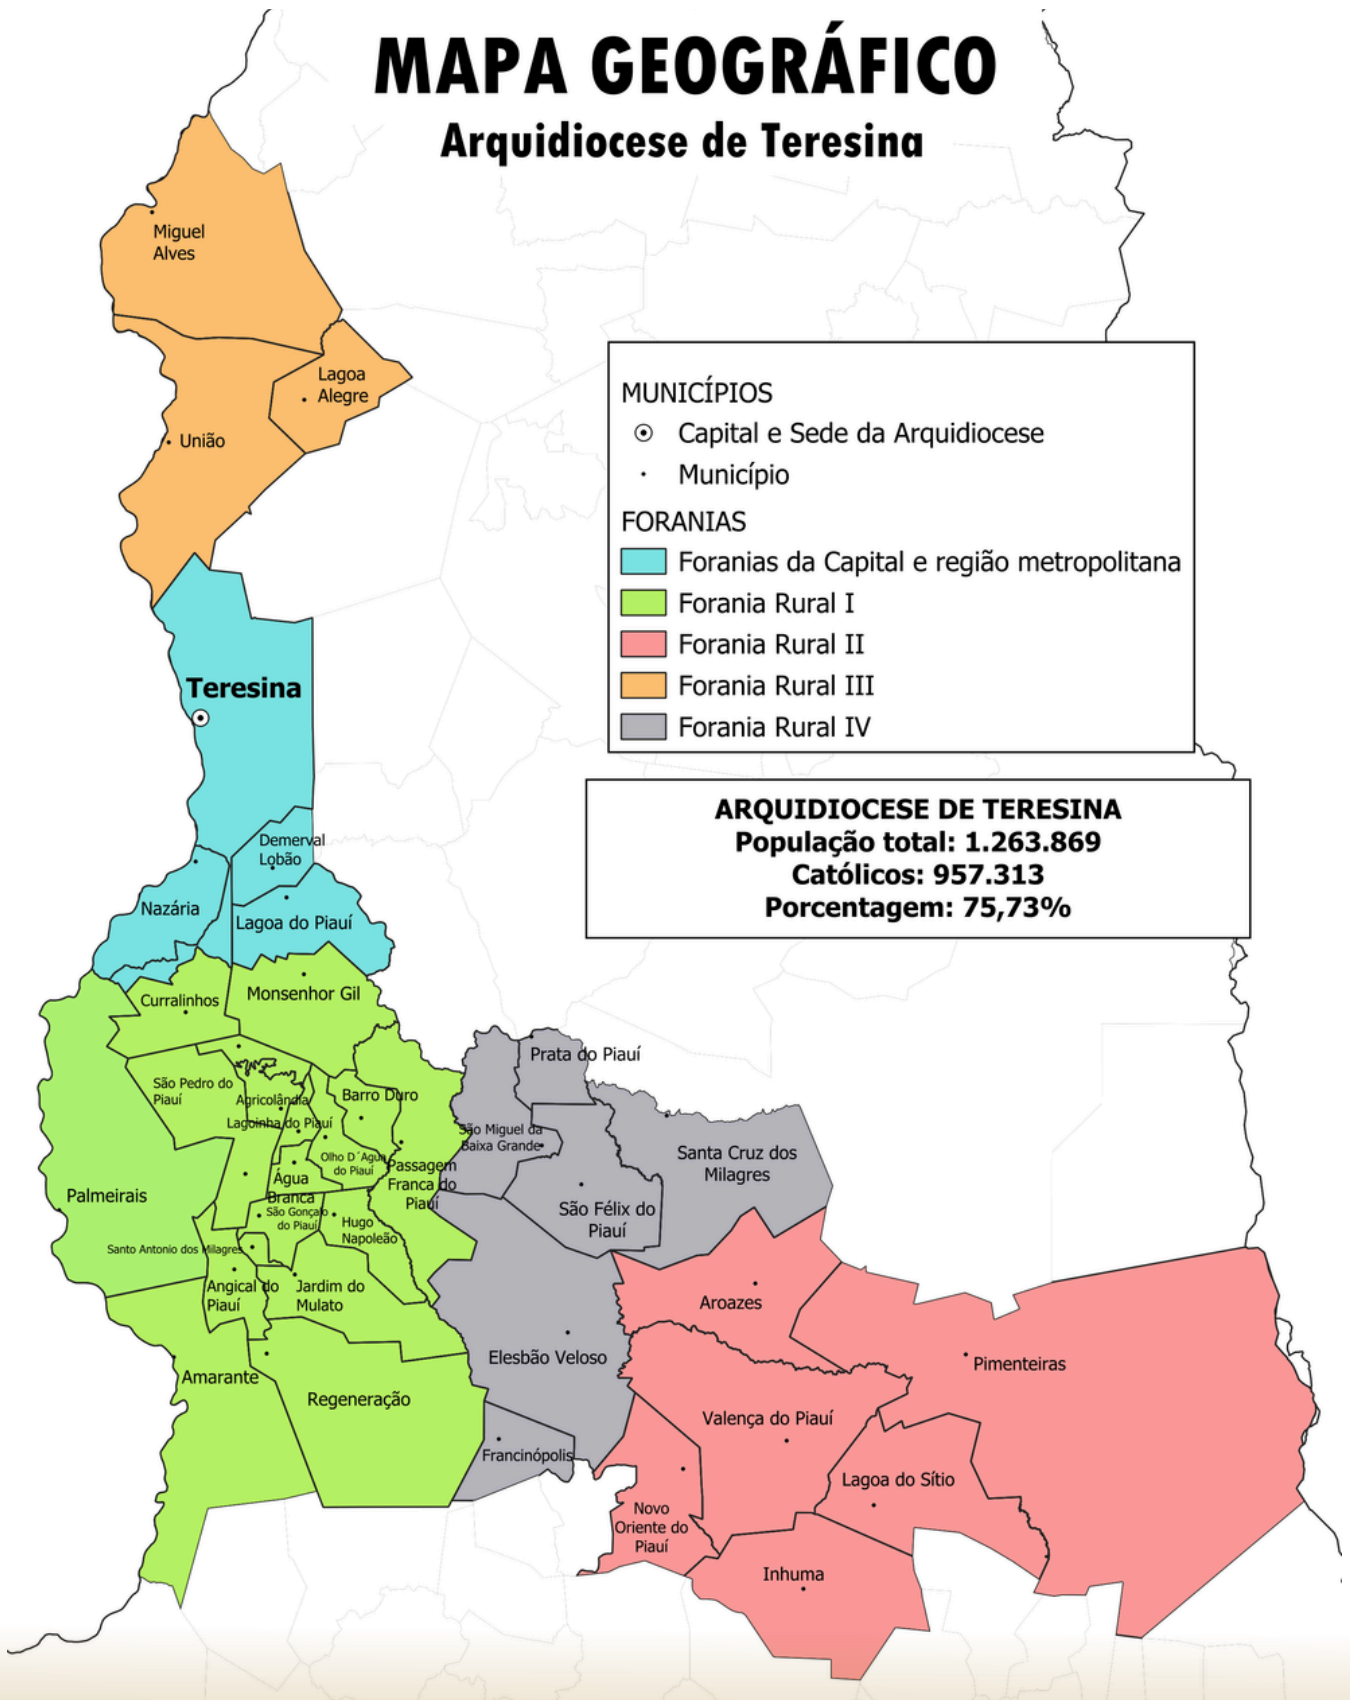 MAPA GEOGRÁFICO
Arquidiocese de Teresina
Miguel
Alves
Lagoa
Alegre
União
MUNICÍPIOS
Capital e Sede da Arquidiocese
Município
FORANIAS
Foranias da Capital e região metropolitana
Forania Rural I
Forania Rural II
Forania Rural III
Forania Rural IV
Teresina
ARQUIDIOCESE DE TERESINA
População total: 1.263.869
Católicos: 957.313
Porcentagem: 75,73%
Demerval
Lobão
Nazária
Lagoa do Piauí
Curralinhos
Monsenhor Gil
Prata do Piauí
São Pedro do
Piauí
Agricolândia
Barro Duro
Lagoinha do Piauí
São Miguel da
Baixa Grande
Santa Cruz dos
Milagres
Olho D´Agua
do Piauí
Passagem
Franca do
Piauí
Água
Branca
Palmeirais
São Gonçalo
do Piauí
Hugo
Napoleão
São Félix do
Piauí
Santo Antonio dos Milagres
Angical do
Piauí
Jardim do
Mulato
Aroazes
Elesbão Veloso
Pimenteiras
Amarante
Regeneração
Valença do Piauí
Francinópolis
Lagoa do Sítio
Novo
Oriente do
Piauí
Inhuma